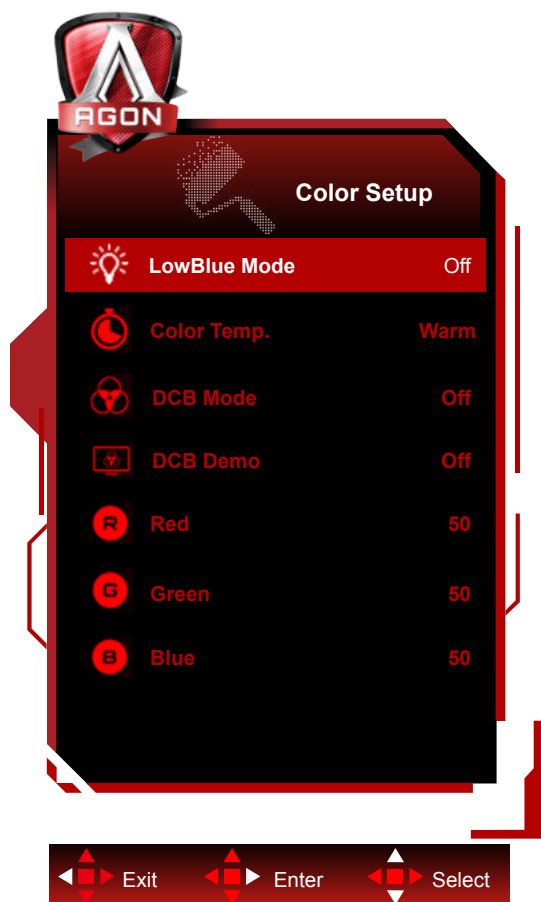 AGON
Color Setup
LowBlue Mode Off
Color Temp. Warm
DCB Mode Off
DCB Demo Off
R Red 50
G Green 50
B Blue 50
Exit Enter Select